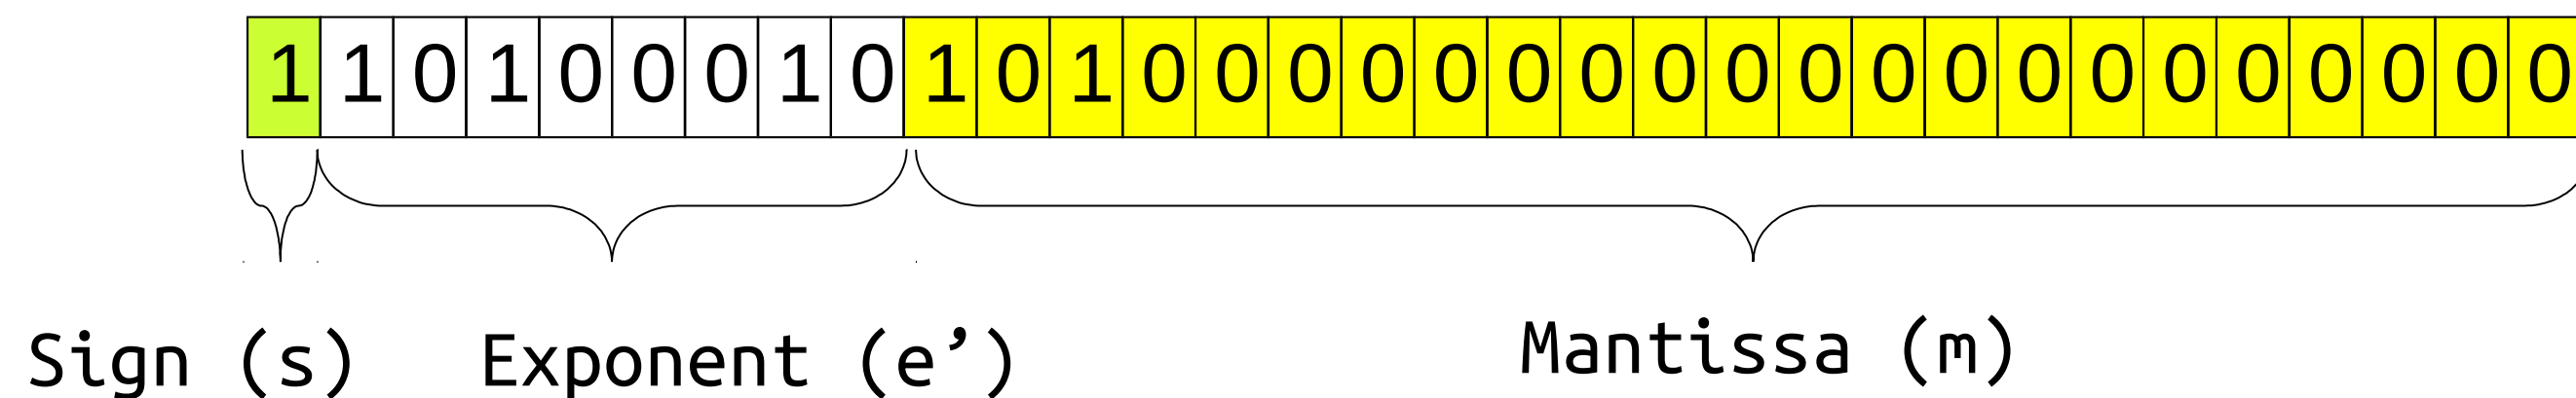 1 1 0 1 0 0 0 1 0 1 0 1 0 0 0 0 0 0 0 0 0 0 0 0 0 0 0 0 0 0 0 0
Sign (s) Exponent (e’) Mantissa (m)